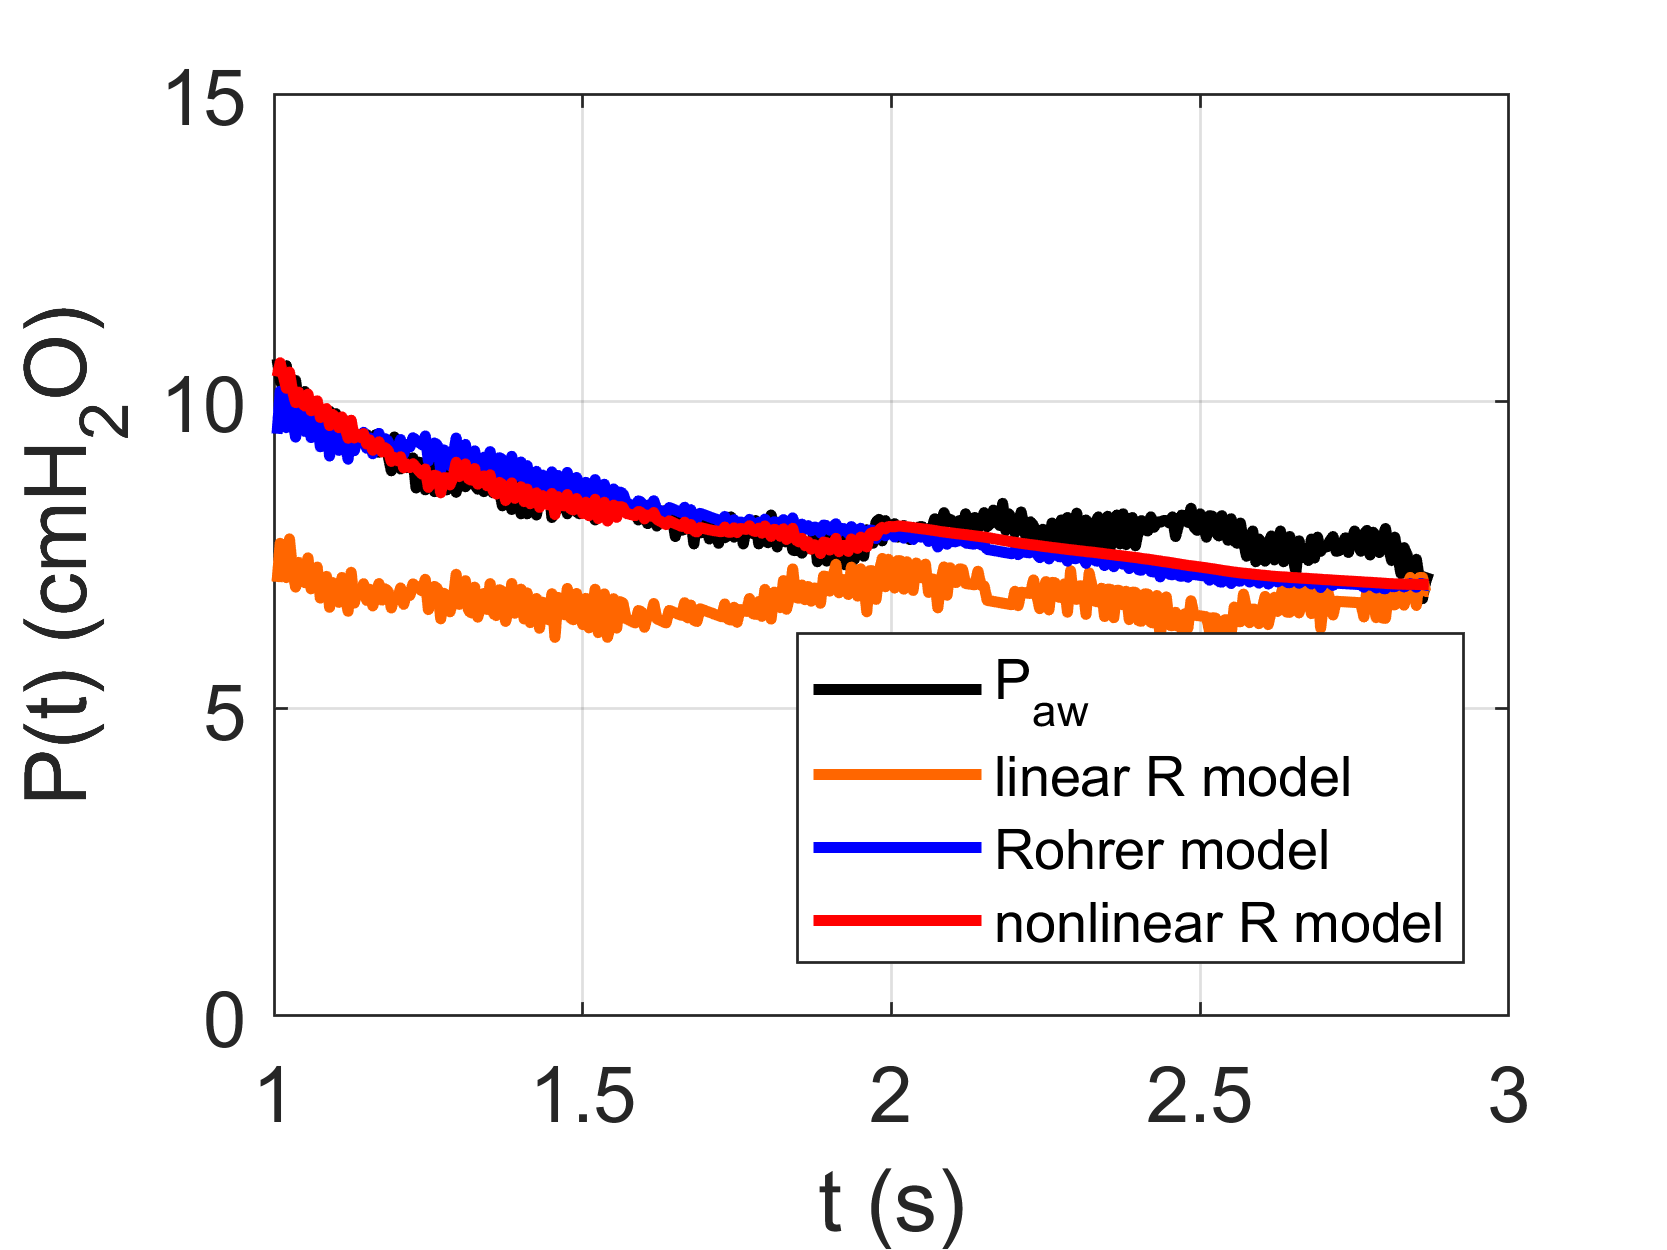 P(t) (cmH2O)
15
10
5
0
1 1.5 2 2.5 3
t (s)
Paw
linear R model
Rohrer model
nonlinear R model